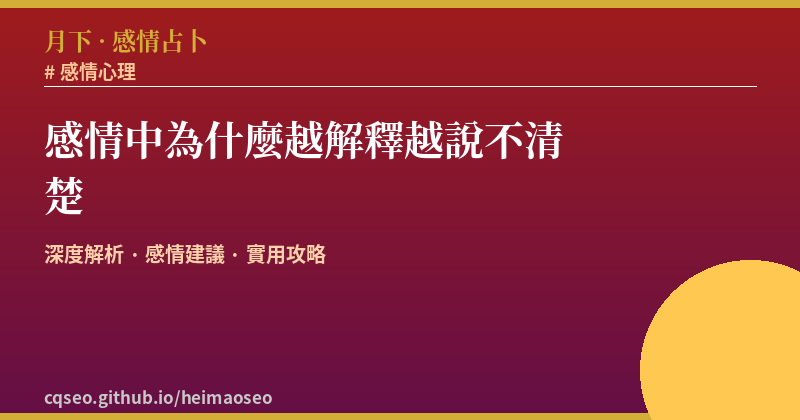 月下 · 感情占卜
# 感情心理
感情中為什麼越解釋越說不清
楚
深度解析 · 感情建議 · 實用攻略
cqseo.github.io/heimaoseo